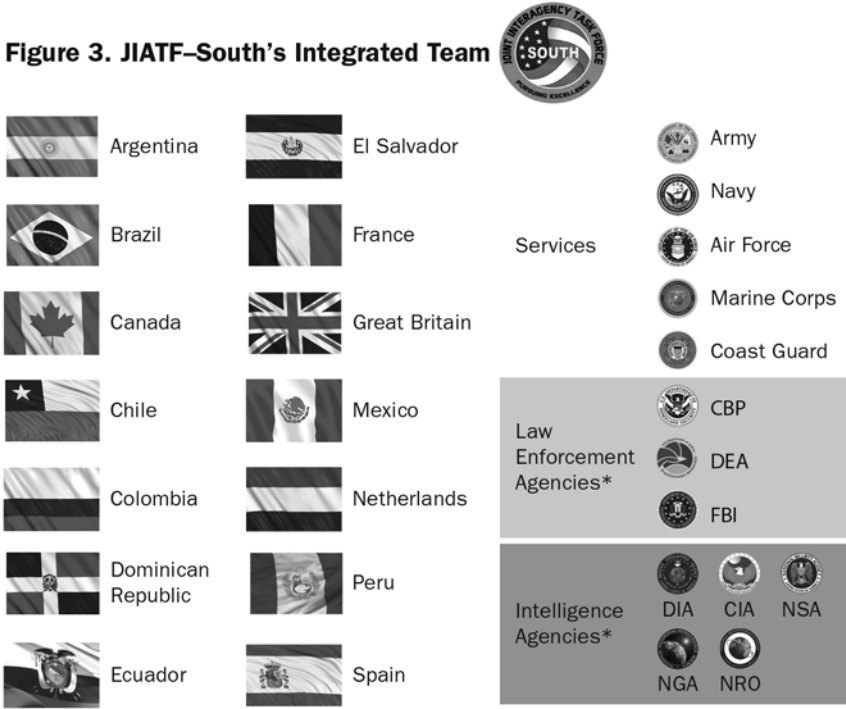 Figure 3. JIATF–South's Integrated Team
JOINT INTERAGENCY TASK FORCE
SOUTH
PURSUING EXCELLENCE
Argentina
Brazil
Canada
Chile
Colombia
Dominican
Republic
Ecuador
El Salvador
France
Great Britain
Mexico
Netherlands
Peru
Spain
Services
Army
Navy
Air Force
Marine Corps
Coast Guard
Law
Enforcement
Agencies*
CBP
DEA
FBI
Intelligence
Agencies*
DIA
CIA
NSA
NGA
NRO